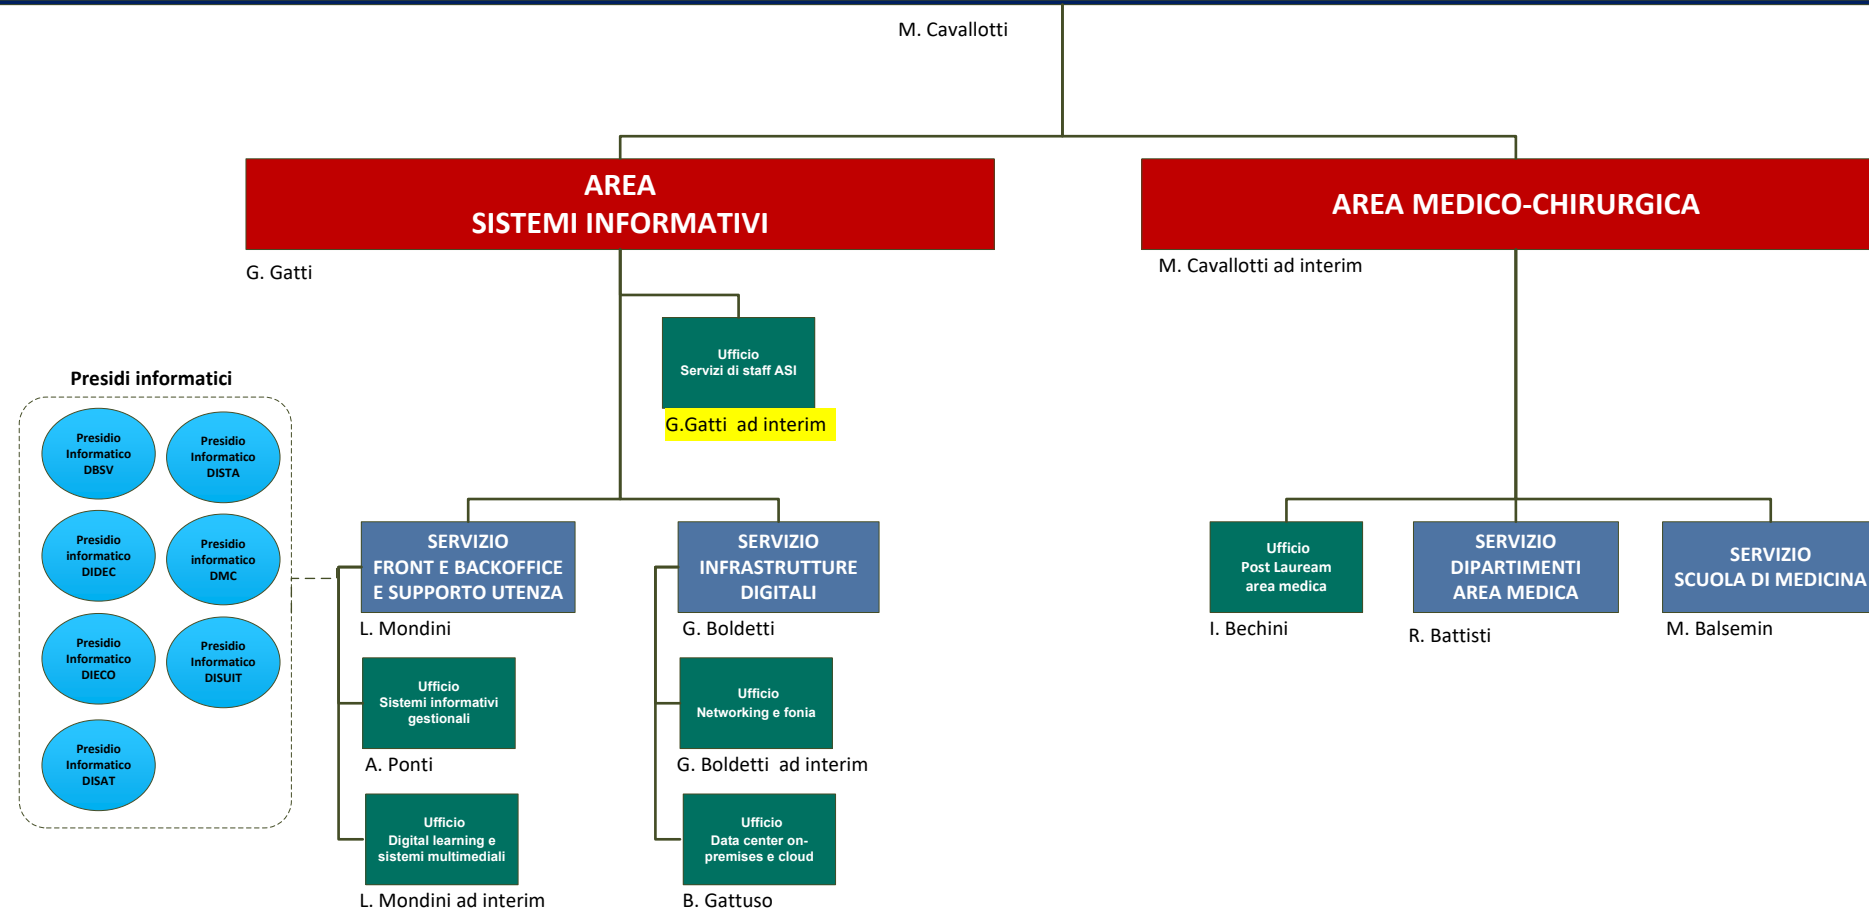 M. Cavallotti
AREA
SISTEMI INFORMATIVI
G. Gatti
AREA MEDICO-CHIRURGICA
M. Cavallotti ad interim
Ufficio
Servizi di staff ASI
G.Gatti ad interim
Presidi informatici
Presidio
Informatico
DBSV
Presidio
Informatico
DISTA
Presidio
informatico
DIDEC
Presidio
informatico
DMC
Presidio
Informatico
DIECO
Presidio
Informatico
DISUIT
Presidio
Informatico
DISAT
SERVIZIO
FRONT E BACKOFFICE
E SUPPORTO UTENZA
L. Mondini
Ufficio
Sistemi informativi
gestionali
A. Ponti
Ufficio
Digital learning e
sistemi multimediali
L. Mondini ad interim
SERVIZIO
INFRASTRUTTURE
DIGITALI
G. Boldetti
Ufficio
Networking e fonia
G. Boldetti ad interim
Ufficio
Data center on-
premises e cloud
B. Gattuso
Ufficio
Post Lauream
area medica
I. Bechini
SERVIZIO
DIPARTIMENTI
AREA MEDICA
R. Battisti
SERVIZIO
SCUOLA DI MEDICINA
M. Balsemin